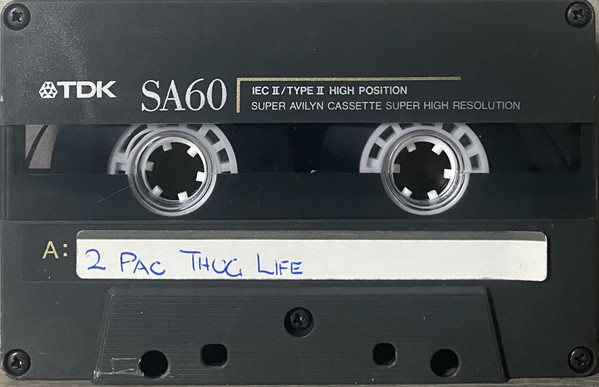 TDK SA60 IEC II/TYPE II HIGH POSITION
SUPER AVILYN CASSETTE SUPER HIGH RESOLUTION
A: 2 PAC THUG LIFE